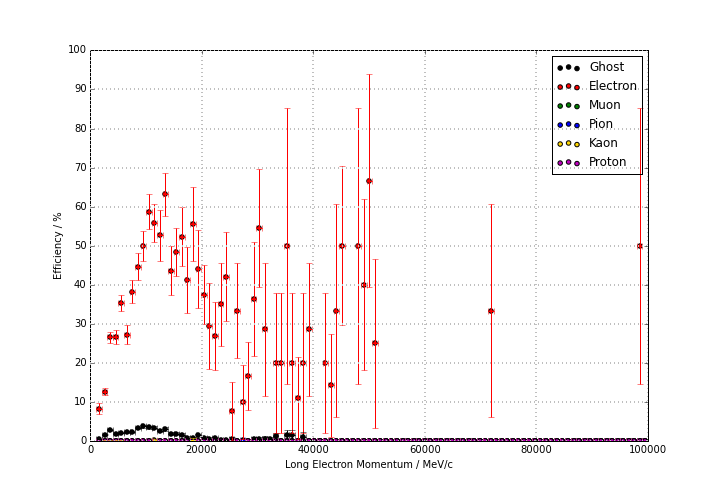 100
90
80
70
60
50
40
30
20
10
0
Efficiency / %
0 20000 40000 60000 80000 100000
Long Electron Momentum / MeV/c
Ghost
Electron
Muon
Pion
Kaon
Proton